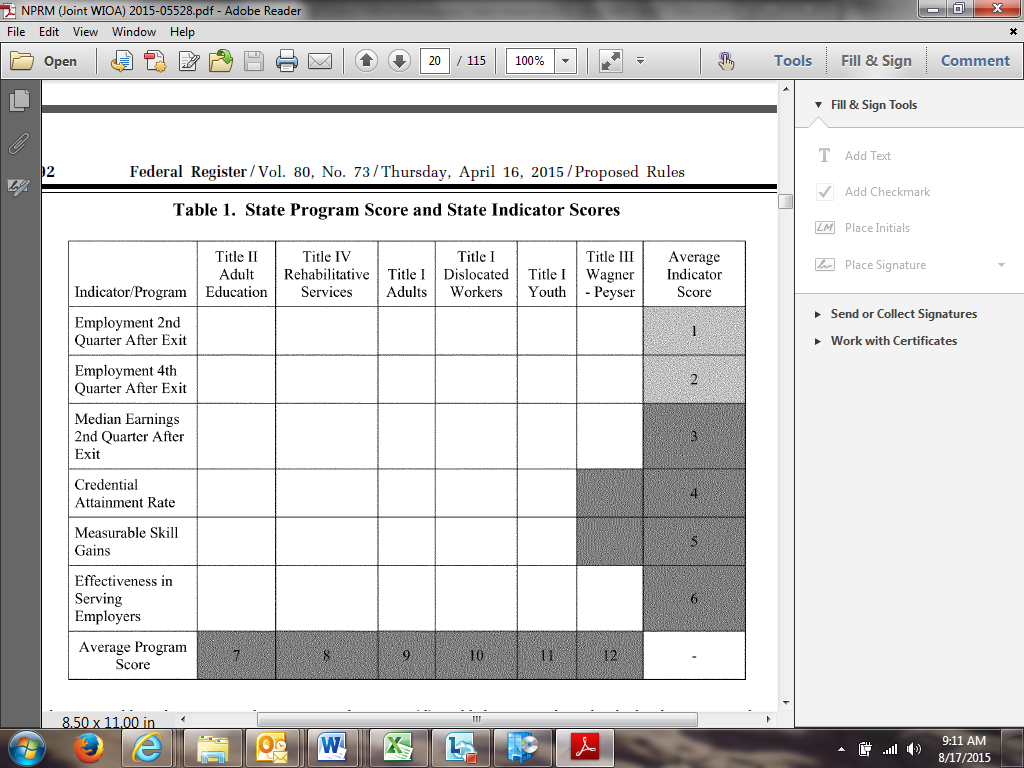 NPRM (Joint WIOA) 2015-05528.pdf - Adobe Reader
File Edit View Window Help
Open
20 / 115
100%
Tools
Fill & Sign
Comment
02
Federal Register / Vol. 80, No. 73 / Thursday, April 16, 2015 / Proposed Rules
Table 1. State Program Score and State Indicator Scores
Indicator/Program
Title II
Adult
Education
Title IV
Rehabilitative
Services
Title I
Adults
Title I
Dislocated
Workers
Title I
Youth
Title III
Wagner
- Peyser
Average
Indicator
Score
Employment 2nd
Quarter After Exit
1
Employment 4th
Quarter After Exit
2
Median Earnings
2nd Quarter After
Exit
3
Credential
Attainment Rate
4
Measurable Skill
Gains
5
Effectiveness in
Serving
Employers
6
Average Program
Score
7
8
9
10
11
12
-
8.50 x 11.00 in
Fill & Sign Tools
T Add Text
Add Checkmark
LM Place Initials
Place Signature
Send or Collect Signatures
Work with Certificates
9:11 AM
8/17/2015